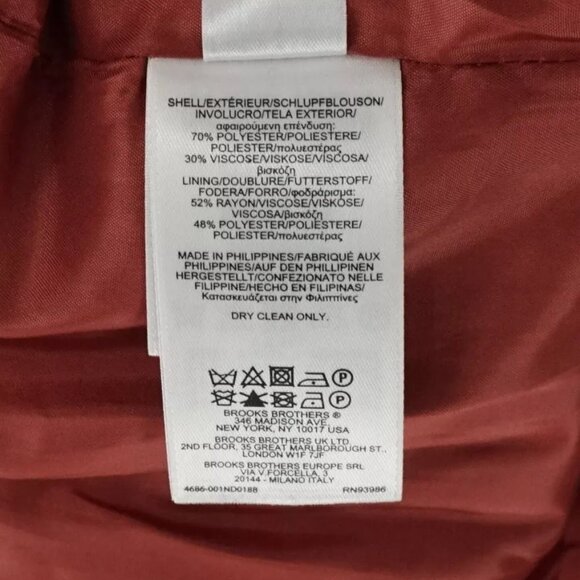 SHELL/EXTÉRIEUR/SCHLUPFBLOUSON/
INVOLUCRO/TELA EXTERIOR/
αφαιρούμενη επένδυση:
70% POLYESTER/POLIESTERE/
POLIESTER/πολυεστέρας
30% VISCOSE/VISKOSE/VISCOSA/
βισκόζη
LINING/DOUBLURE/FUTTERSTOFF/
FODERA/FORRO/φοδράρισμα:
52% RAYON/VISCOSE/VISKOSE/
VISCOSA/βισκόζη
48% POLYESTER/POLIESTERE/
POLIESTER/πολυεστέρας
MADE IN PHILIPPINES/FABRIQUÉ AUX
PHILIPPINES/AUF DEN PHILLIPINEN
HERGESTELLT/CONFEZIONATO NELLE
FILIPPINE/HECHO EN FILIPINAS/
Κατασκευάζεται στην Φιλιππίνες
DRY CLEAN ONLY.
P
P
BROOKS BROTHERS ®
346 MADISON AVE
NEW YORK, NY 10017 USA
BROOKS BROTHERS UK LTD
2ND FLOOR, 35 GREAT MARLBOROUGH ST.,
LONDON W1F 7JF
BROOKS BROTHERS EUROPE SRL
VIA V.FORCELLA, 3
20144 - MILANO ITALY
4686-001ND0188 RN93986